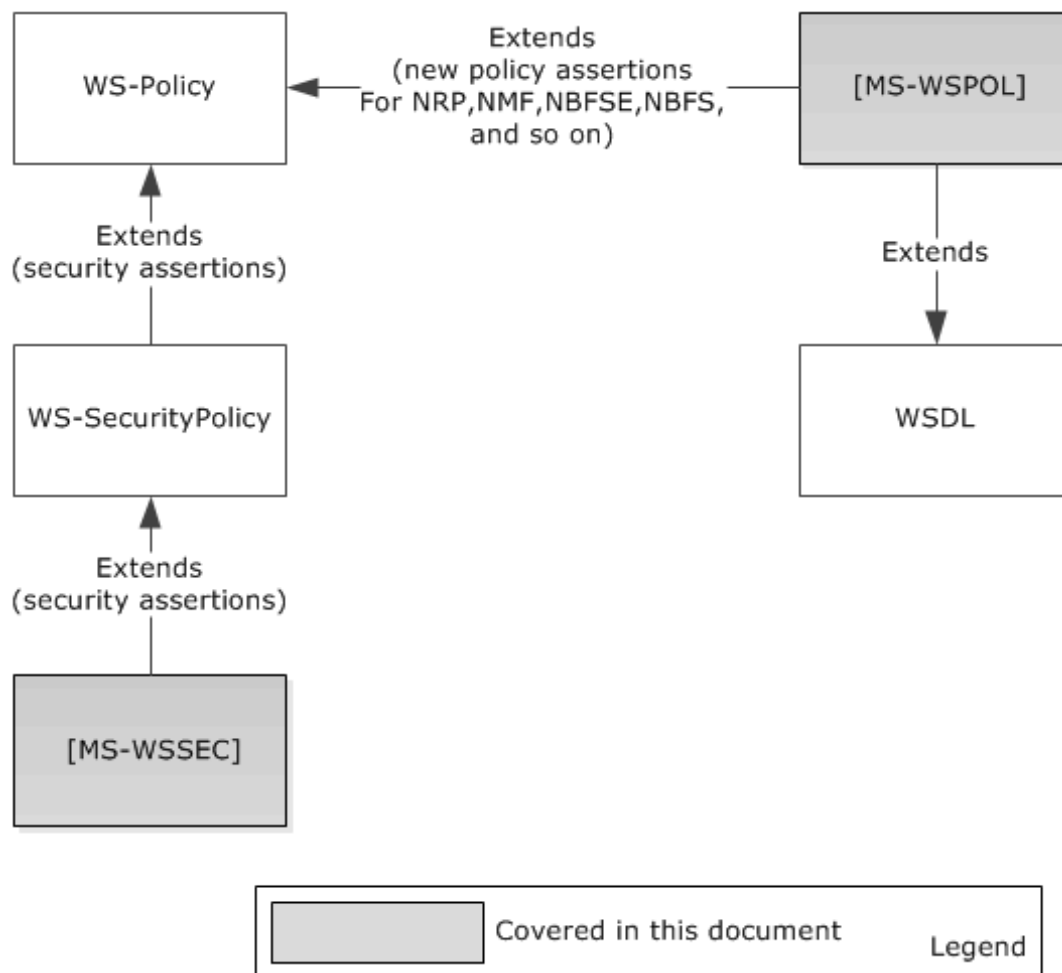 WS-Policy
Extends
(new policy assertions
For NRP,NMF,NBFSE,NBFS,
and so on)
[MS-WSPOL]
Extends
(security assertions)
Extends
WS-SecurityPolicy
WSDL
Extends
(security assertions)
[MS-WSSEC]
Covered in this document
Legend